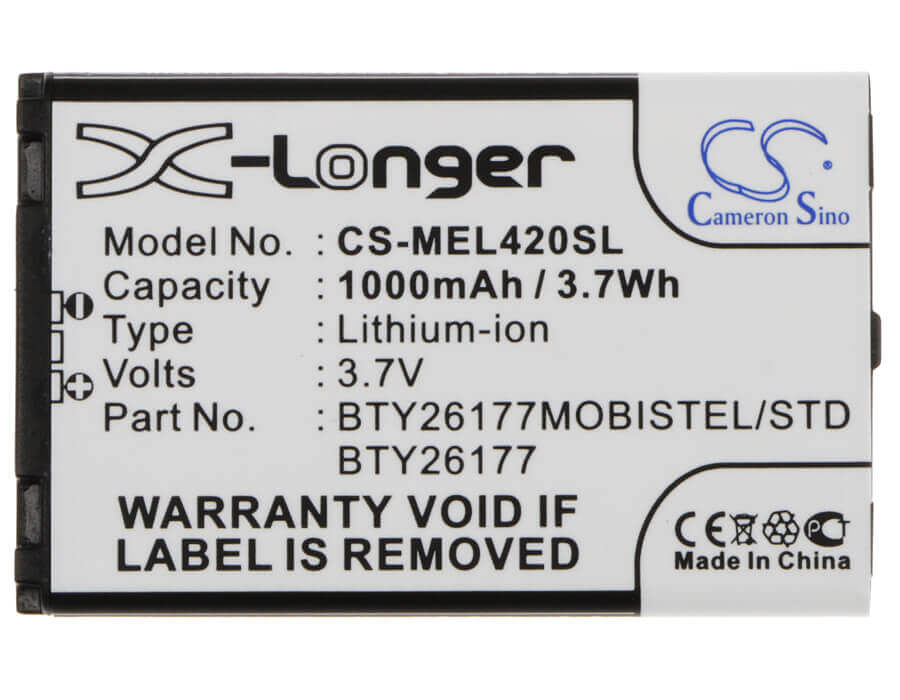 X-Longer
CS
Cameron Sino
Model No. : CS-MEL420SL
Capacity : 1000mAh / 3.7Wh
Type : Lithium-ion
Volts : 3.7V
Part No. : BTY26177MOBISTEL/STD
BTY26177
WARRANTY VOID IF
LABEL IS REMOVED
CE PCT
Made In China